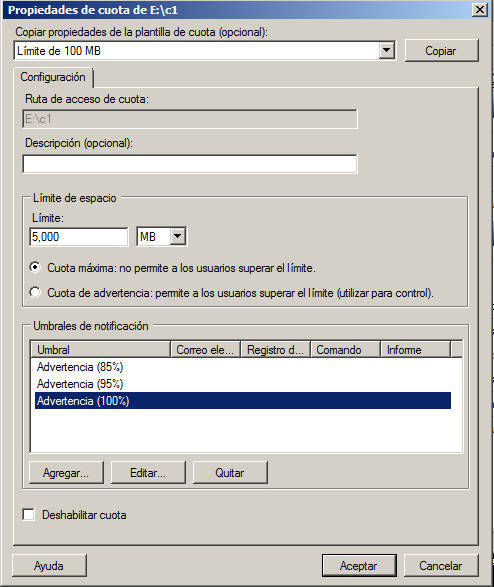 Propiedades de cuota de E:\c1
Copiar propiedades de la plantilla de cuota (opcional):
Límite de 100 MB
Copiar
Configuración
Ruta de acceso de cuota:
E:\c1
Descripción (opcional):
Límite de espacio
Límite:
5,000 MB
Cuota máxima: no permite a los usuarios superar el límite.
Cuota de advertencia: permite a los usuarios superar el límite (utilizar para control).
Umbrales de notificación
Umbral Correo ele... Registro d... Comando Informe
Advertencia (85%)
Advertencia (95%)
Advertencia (100%)
Agregar... Editar... Quitar
Deshabilitar cuota
Ayuda Aceptar Cancelar